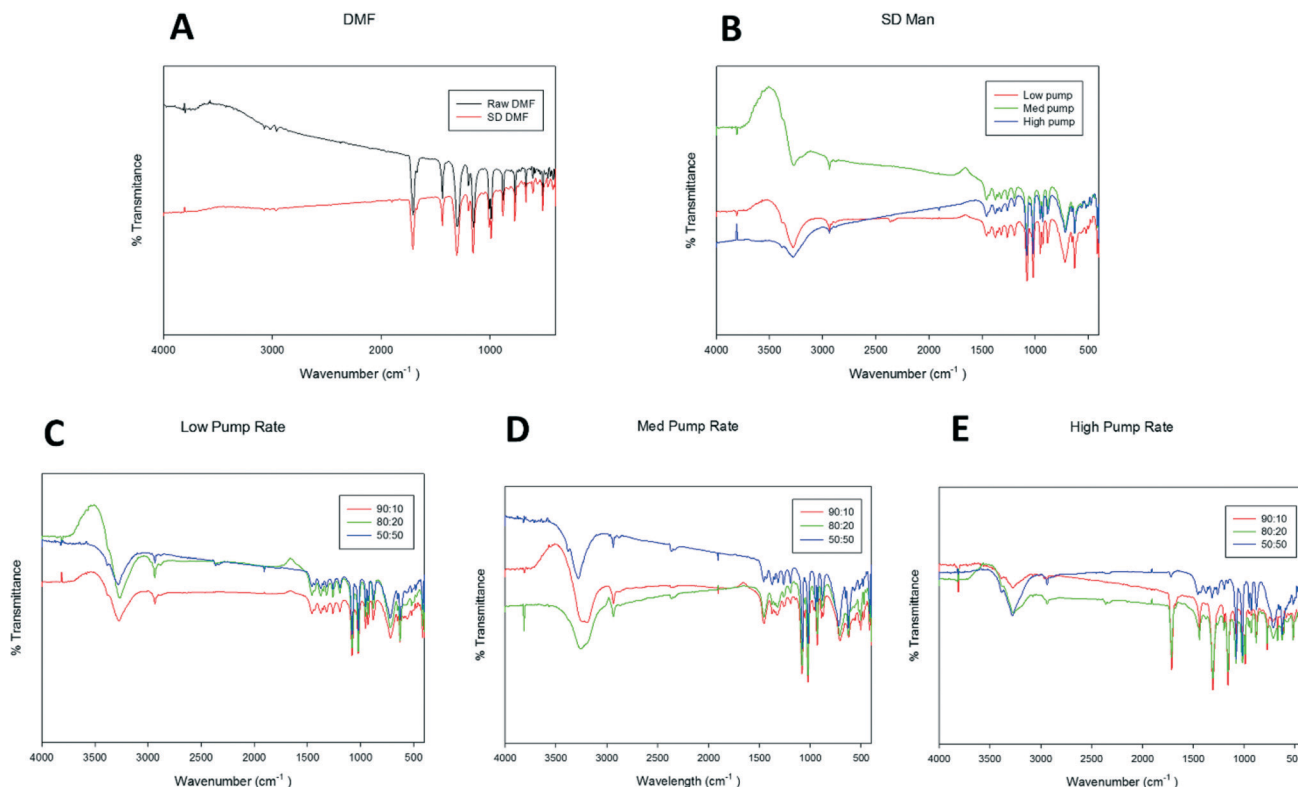 A
DMF
% Transmitance
Raw DMF
SD DMF
4000
3000
2000
1000
Wavenumber (cm⁻¹)
B
SD Man
% Transmitance
Low pump
Med pump
High pump
4000
3500
3000
2500
2000
1500
1000
500
Wavenumber (cm⁻¹)
C
Low Pump Rate
% Transmittance
90:10
80:20
50:50
4000
3500
3000
2500
2000
1500
1000
500
Wavenumber (cm⁻¹)
D
Med Pump Rate
% Transmittance
90:10
80:20
50:50
4000
3500
3000
2500
2000
1500
1000
500
Wavelength (cm⁻¹)
E
High Pump Rate
% Transmittance
90:10
80:20
50:50
4000
3500
3000
2500
2000
1500
1000
500
Wavenumber (cm⁻¹)